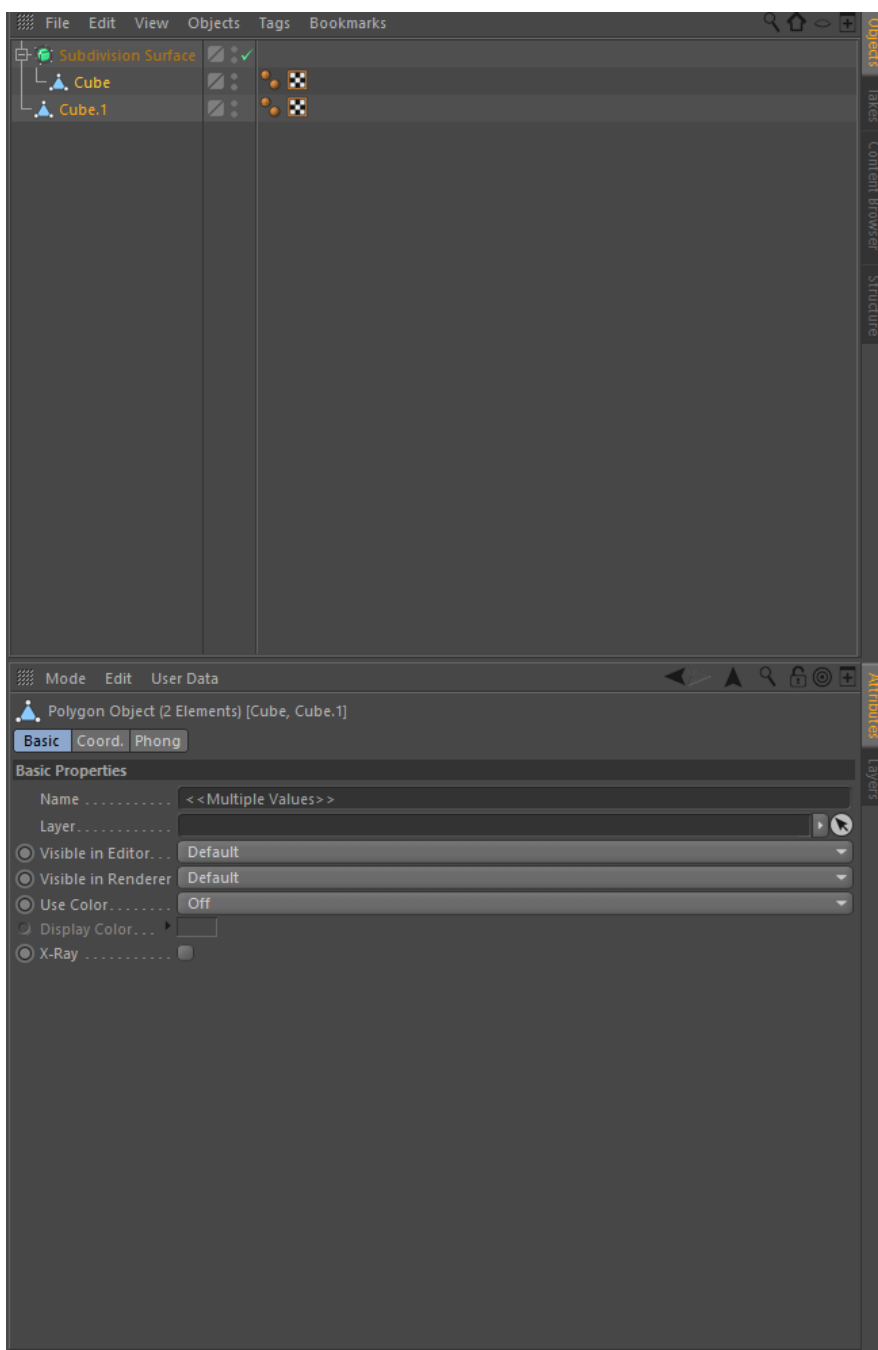 File Edit View Objects Tags Bookmarks
Subdivision Surface
Cube
Cube.1
Objects
Takes
Content Browser
Structure
Mode Edit User Data
Polygon Object (2 Elements) [Cube, Cube.1]
Basic Coord. Phong
Basic Properties
Name . . . . . . . . . . . <<Multiple Values>>
Layer. . . . . . . . . . . .
Visible in Editor. . . Default
Visible in Renderer Default
Use Color. . . . . . . . Off
Display Color. . .
X-Ray . . . . . . . . . . .
Attributes
Layers